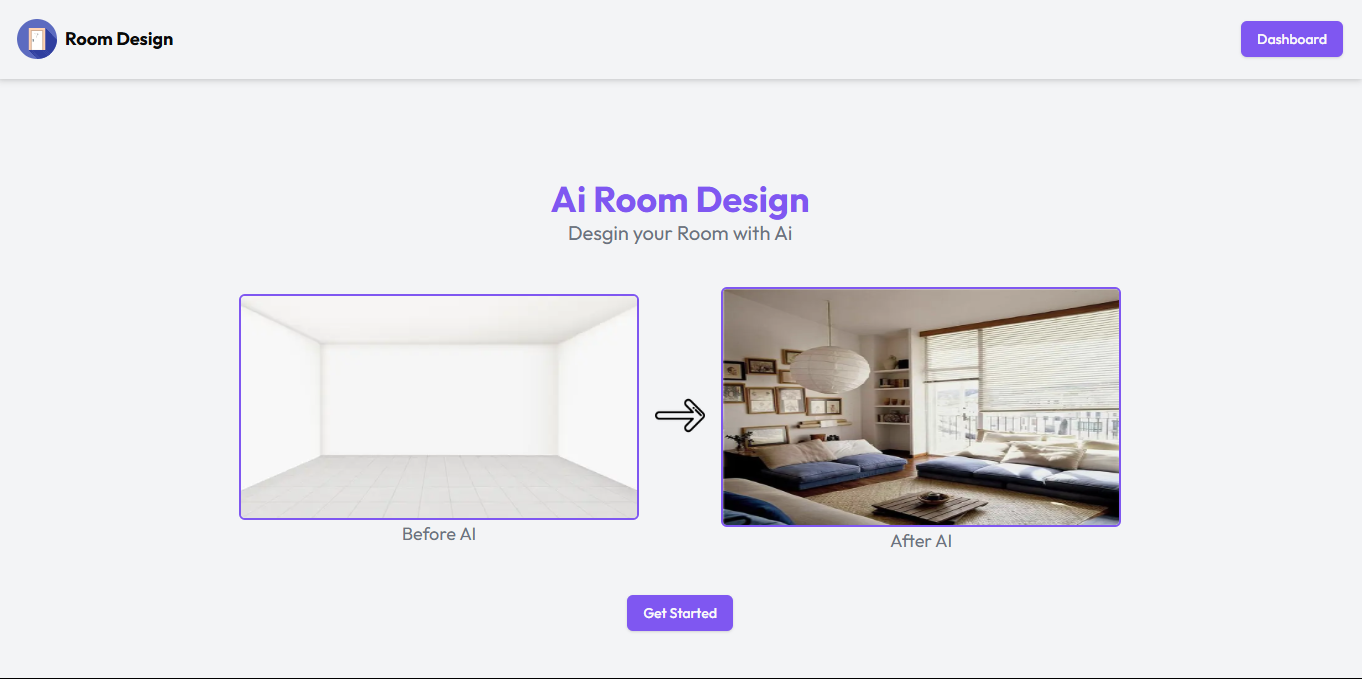 Room Design
Dashboard
Ai Room Design
Desgin your Room with Ai
Before AI
After AI
Get Started